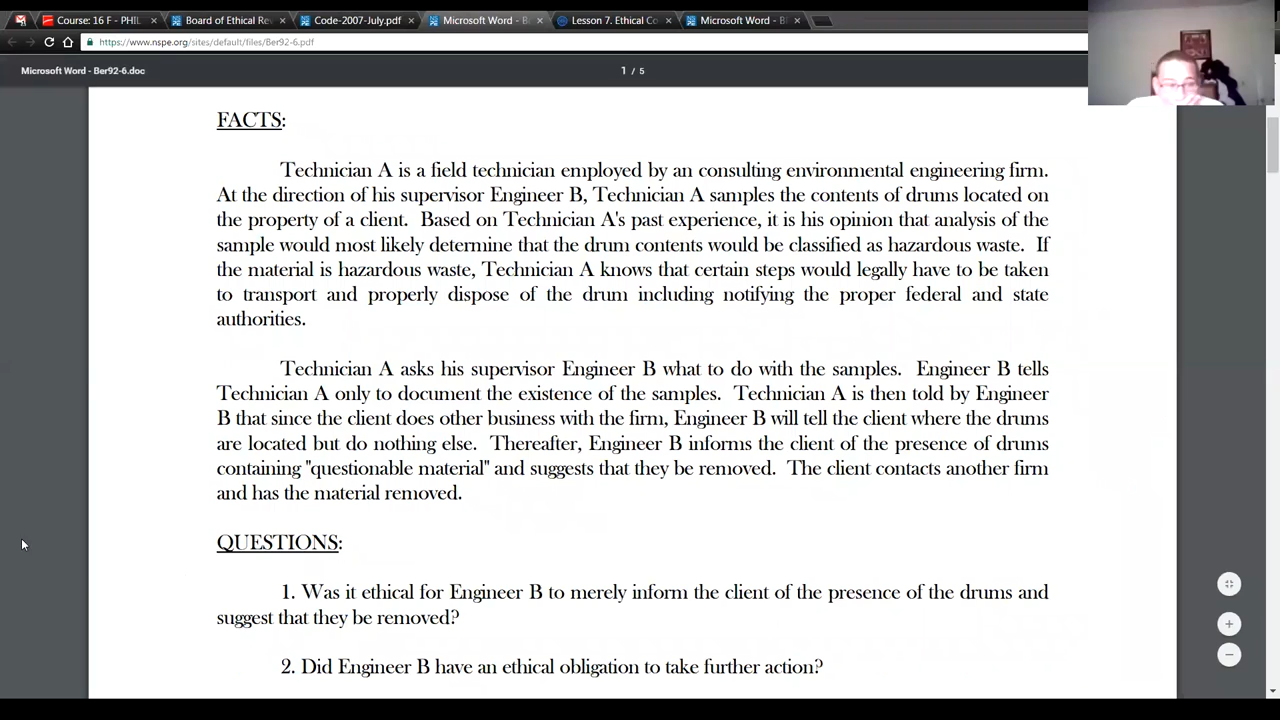 Course: 16 F - PHIL
Board of Ethical Re
Code-2007-July.pdf
Microsoft Word - B
Lesson 7. Ethical Co
Microsoft Word - B
https://www.nspe.org/sites/default/files/Ber92-6.pdf
Microsoft Word - Ber92-6.doc
1 / 5
FACTS:
Technician A is a field technician employed by an consulting environmental engineering firm.
At the direction of his supervisor Engineer B, Technician A samples the contents of drums located on
the property of a client. Based on Technician A's past experience, it is his opinion that analysis of the
sample would most likely determine that the drum contents would be classified as hazardous waste. If
the material is hazardous waste, Technician A knows that certain steps would legally have to be taken
to transport and properly dispose of the drum including notifying the proper federal and state
authorities.
Technician A asks his supervisor Engineer B what to do with the samples. Engineer B tells
Technician A only to document the existence of the samples. Technician A is then told by Engineer
B that since the client does other business with the firm, Engineer B will tell the client where the drums
are located but do nothing else. Thereafter, Engineer B informs the client of the presence of drums
containing "questionable material" and suggests that they be removed. The client contacts another firm
and has the material removed.
QUESTIONS:
1. Was it ethical for Engineer B to merely inform the client of the presence of the drums and
suggest that they be removed?
2. Did Engineer B have an ethical obligation to take further action?